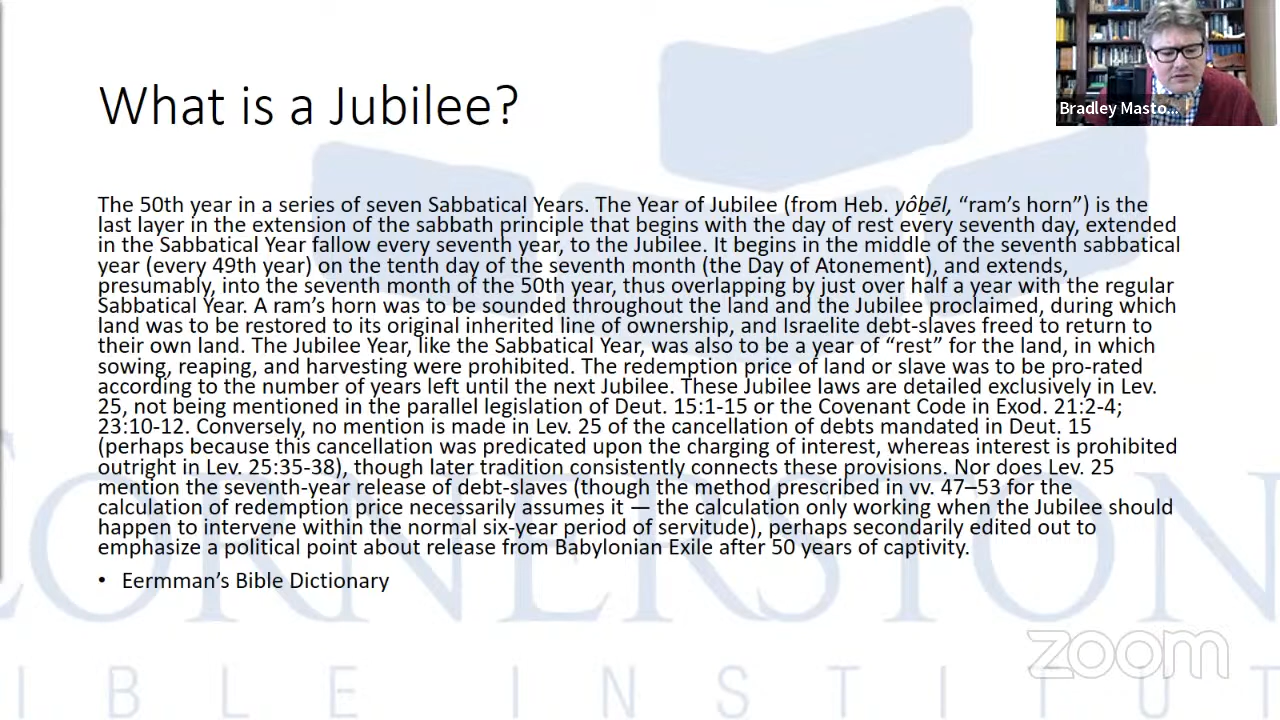 What is a Jubilee?
Bradley Masto...
The 50th year in a series of seven Sabbatical Years. The Year of Jubilee (from Heb. yôḇēl, “ram’s horn”) is the
last layer in the extension of the sabbath principle that begins with the day of rest every seventh day, extended
in the Sabbatical Year fallow every seventh year, to the Jubilee. It begins in the middle of the seventh sabbatical
year (every 49th year) on the tenth day of the seventh month (the Day of Atonement), and extends,
presumably, into the seventh month of the 50th year, thus overlapping by just over half a year with the regular
Sabbatical Year. A ram’s horn was to be sounded throughout the land and the Jubilee proclaimed, during which
land was to be restored to its original inherited line of ownership, and Israelite debt-slaves freed to return to
their own land. The Jubilee Year, like the Sabbatical Year, was also to be a year of “rest” for the land, in which
sowing, reaping, and harvesting were prohibited. The redemption price of land or slave was to be pro-rated
according to the number of years left until the next Jubilee. These Jubilee laws are detailed exclusively in Lev.
25, not being mentioned in the parallel legislation of Deut. 15:1-15 or the Covenant Code in Exod. 21:2-4;
23:10-12. Conversely, no mention is made in Lev. 25 of the cancellation of debts mandated in Deut. 15
(perhaps because this cancellation was predicated upon the charging of interest, whereas interest is prohibited
outright in Lev. 25:35-38), though later tradition consistently connects these provisions. Nor does Lev. 25
mention the seventh-year release of debt-slaves (though the method prescribed in vv. 47–53 for the
calculation of redemption price necessarily assumes it — the calculation only working when the Jubilee should
happen to intervene within the normal six-year period of servitude), perhaps secondarily edited out to
emphasize a political point about release from Babylonian Exile after 50 years of captivity.
• Eermman’s Bible Dictionary
CORNERSTON
BIBLE INSTITUT
zoom